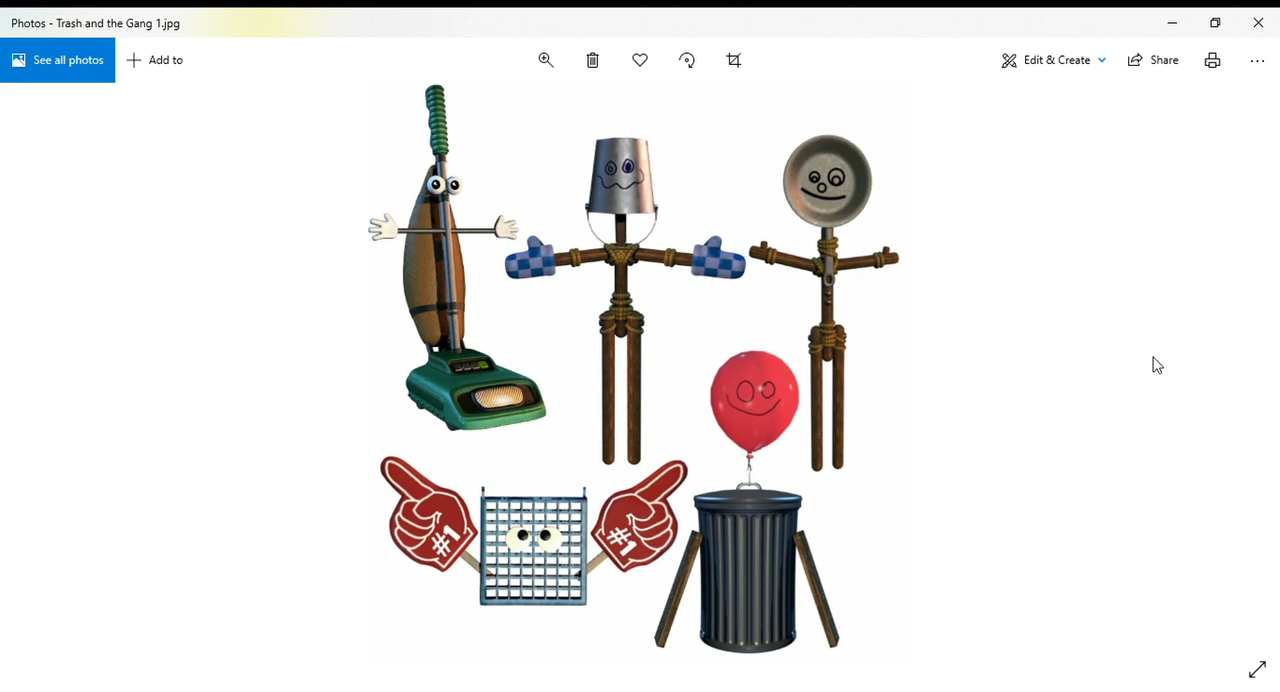 Photos - Trash and the Gang 1.jpg
See all photos
Add to
Edit & Create
Share
#1
#1